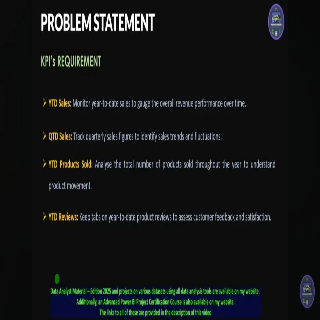 PROBLEM STATEMENT
KPI's REQUIREMENT
➤ YTD Sales: Monitor year-to-date sales to gauge the overall revenue performance over time.
➤ QTD Sales: Track quarterly sales figures to identify sales trends and fluctuations.
➤ YTD Products Sold: Analyse the total number of products sold throughout the year to understand
product movement.
➤ YTD Reviews: Keep tabs on year-to-date product reviews to assess customer feedback and satisfaction.
Data Analyst Material – Edition 2025 and projects on various datasets using all data analysis tools are available on my website.
Additionally, an Advanced Power BI Project Certification Course is also available on my website.
The links to all of these are provided in the description of this video